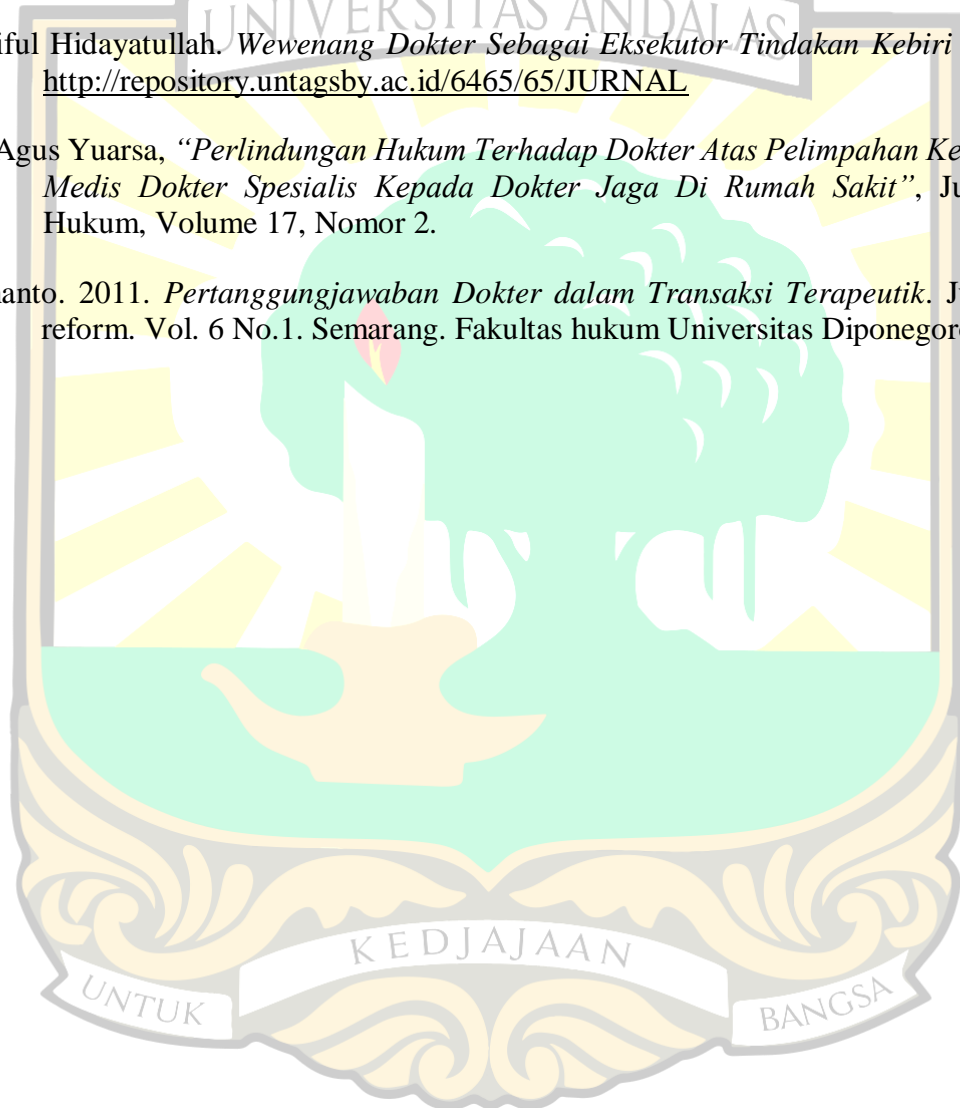 UNIVERSITAS ANDALAS
iful Hidayatullah. Wewenang Dokter Sebagai Eksekutor Tindakan Kebiri
http://repository.untagsby.ac.id/6465/65/JURNAL
Agus Yuarsa, “Perlindungan Hukum Terhadap Dokter Atas Pelimpahan Ke
Medis Dokter Spesialis Kepada Dokter Jaga Di Rumah Sakit”, Ju
Hukum, Volume 17, Nomor 2.
anto. 2011. Pertanggungjawaban Dokter dalam Transaksi Terapeutik. J
reform. Vol. 6 No.1. Semarang. Fakultas hukum Universitas Diponegor
KEDJAJAAN
UNTUK
BANGSA